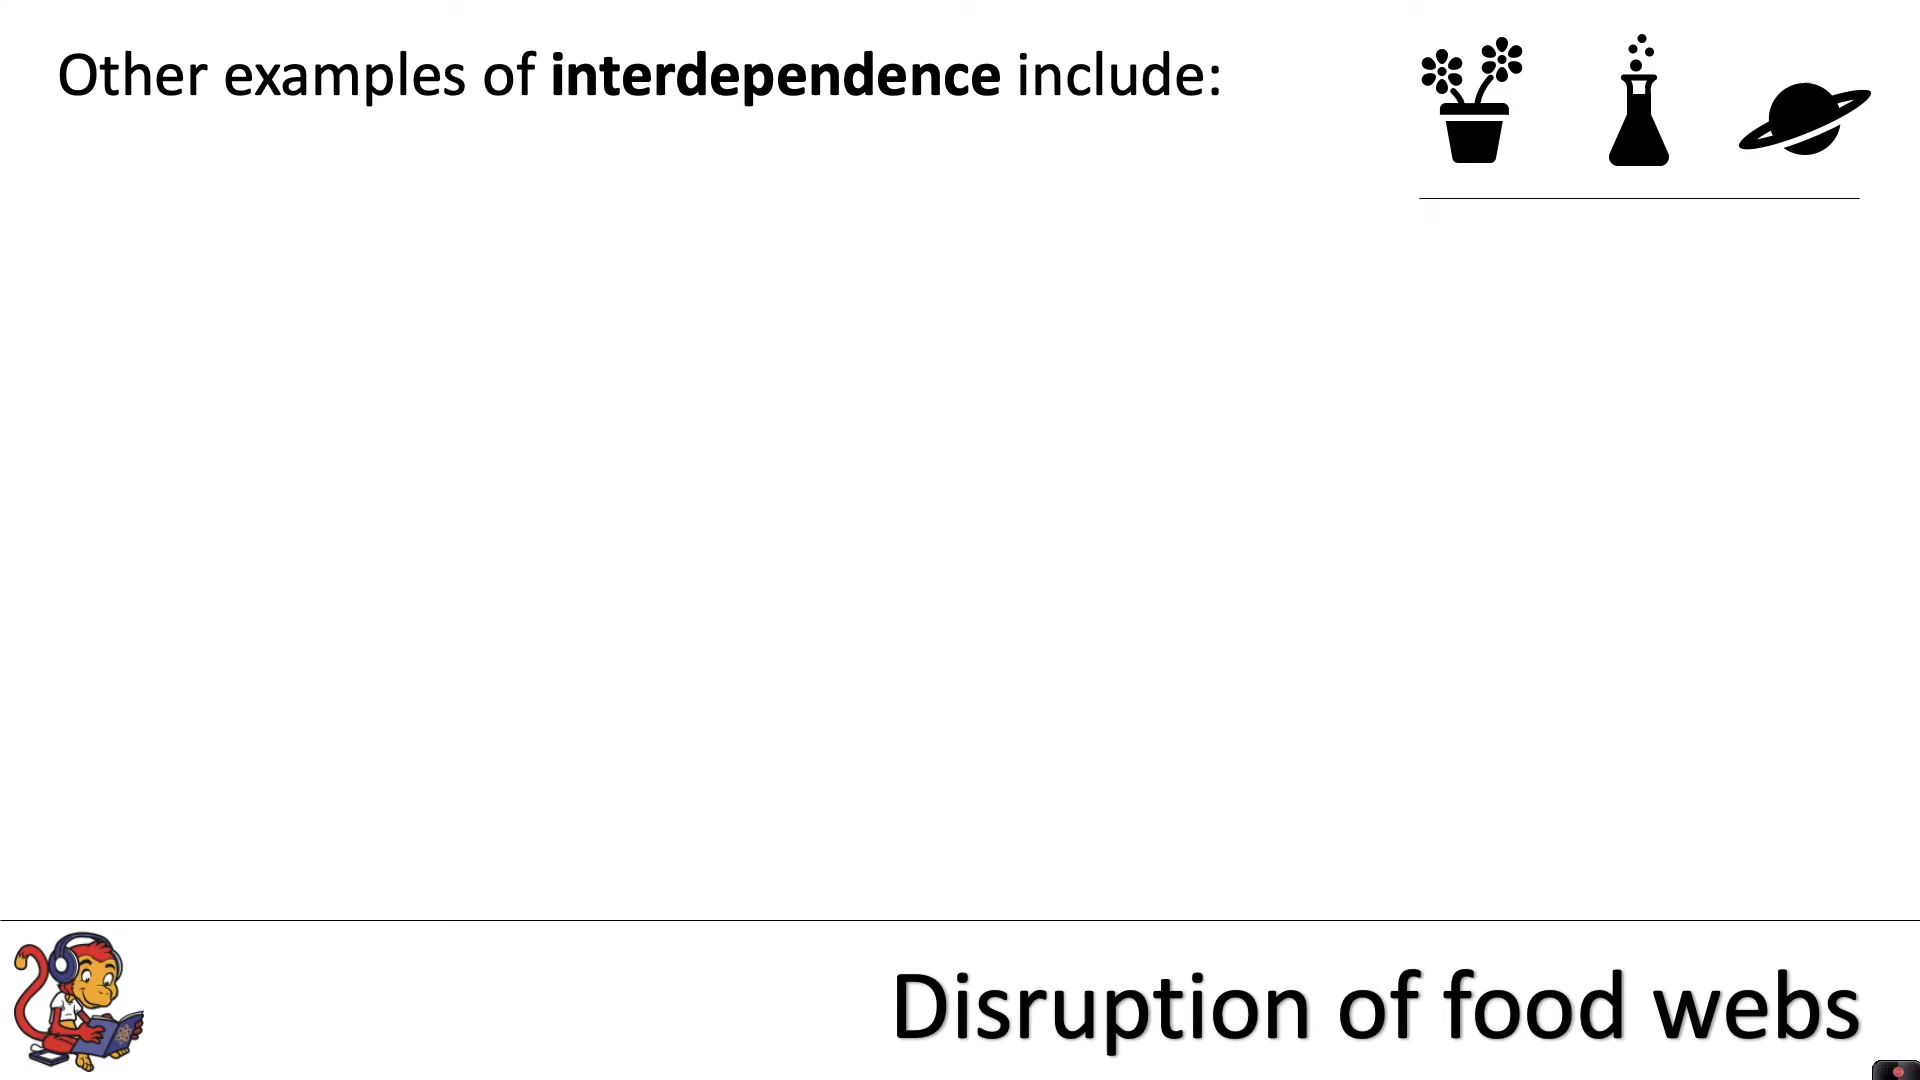 Other examples of interdependence include:
Disruption of food webs